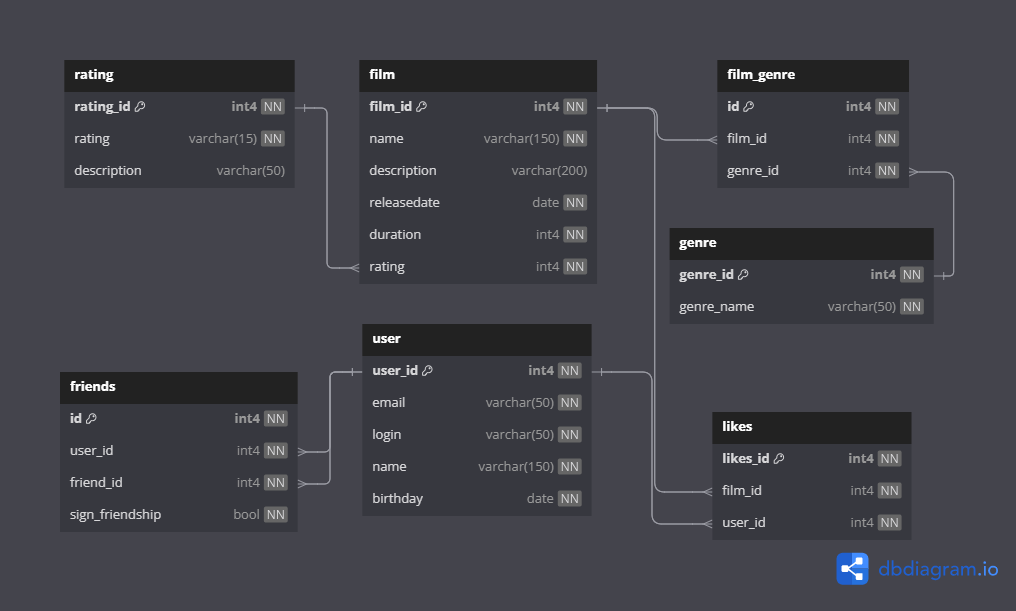 rating
rating_id int4 NN
rating varchar(15) NN
description varchar(50)
film
film_id int4 NN
name varchar(150) NN
description varchar(200)
releasedate date NN
duration int4 NN
rating int4 NN
film_genre
id int4 NN
film_id int4 NN
genre_id int4 NN
genre
genre_id int4 NN
genre_name varchar(50) NN
user
user_id int4 NN
email varchar(50) NN
login varchar(50) NN
name varchar(150) NN
birthday date NN
friends
id int4 NN
user_id int4 NN
friend_id int4 NN
sign_friendship bool NN
likes
likes_id int4 NN
film_id int4 NN
user_id int4 NN
dbdiagram.io